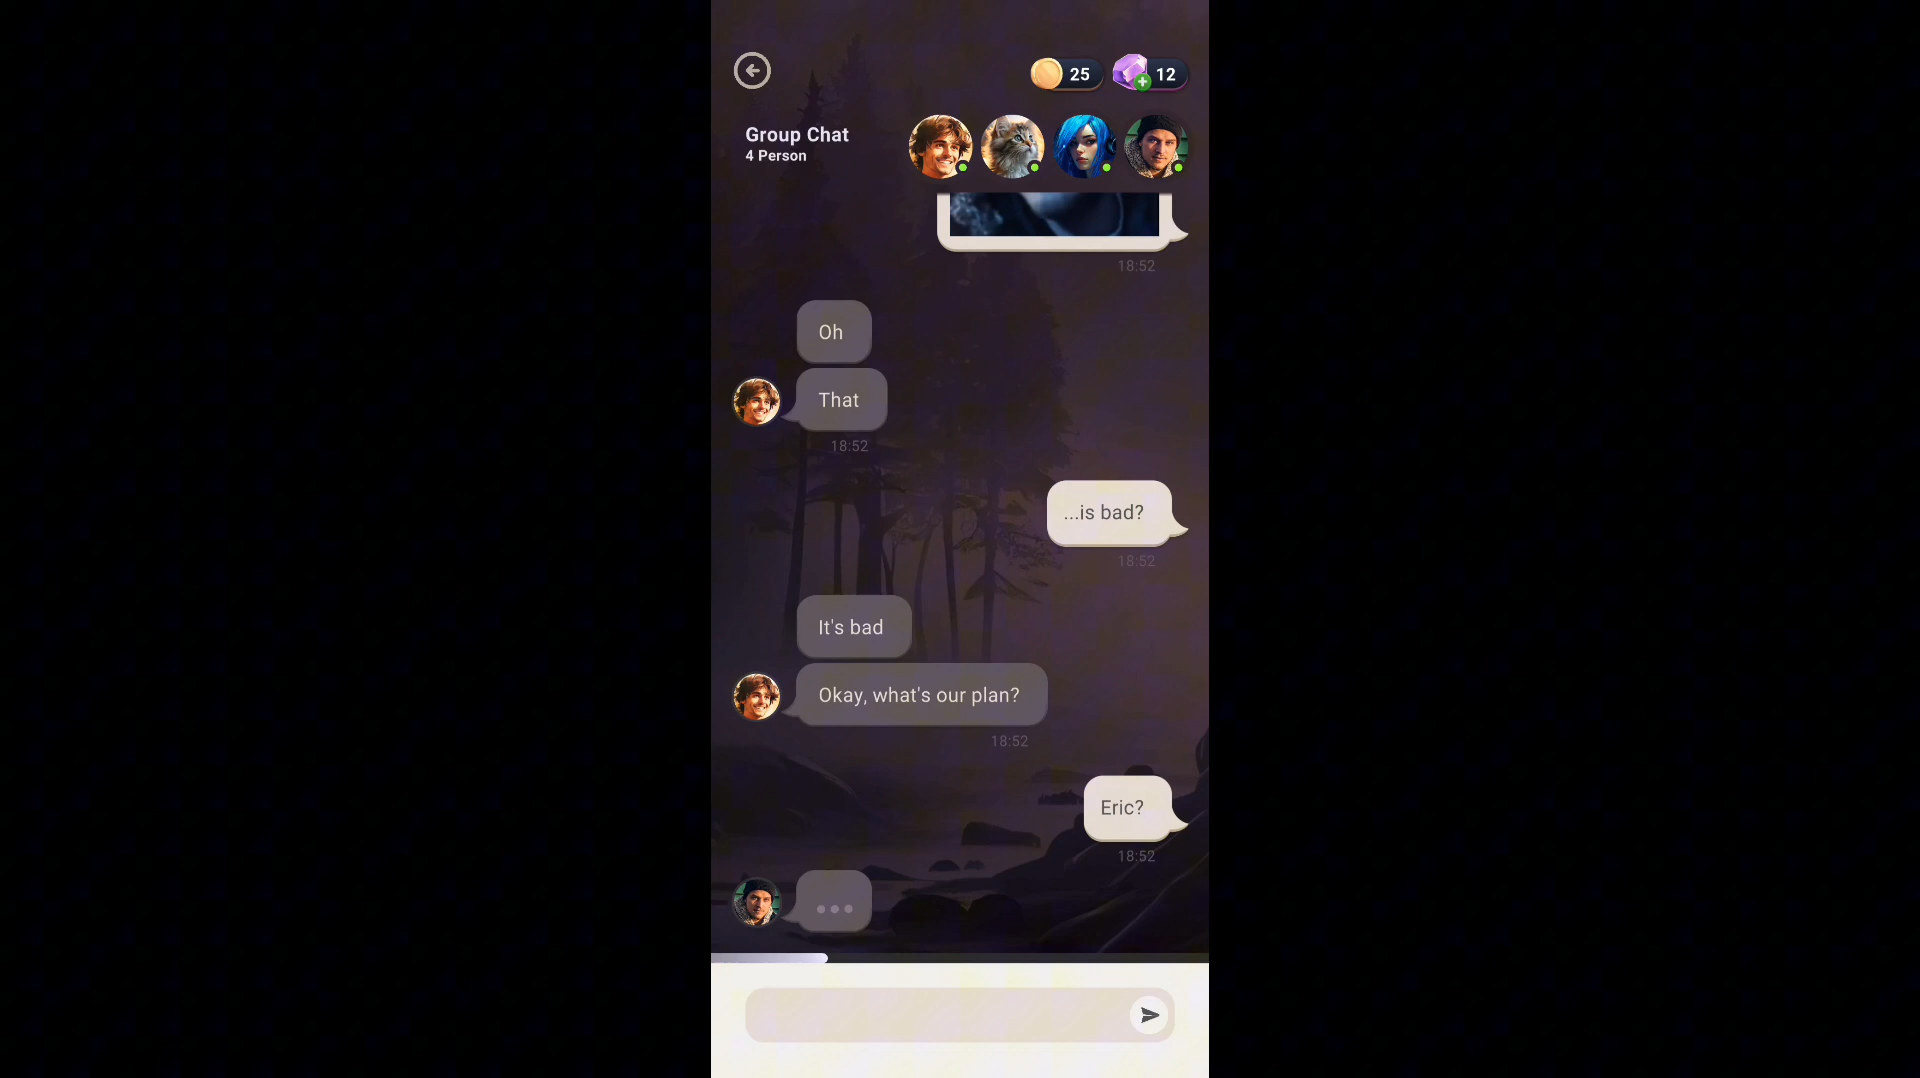 25
12
Group Chat
4 Person
18:52
Oh
That
18:52
...is bad?
18:52
It's bad
Okay, what's our plan?
18:52
Eric?
18:52